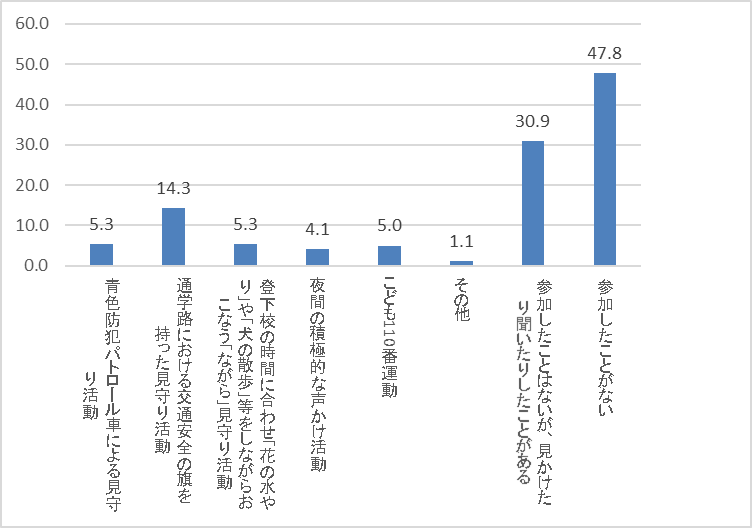 60.0
50.0
40.0
30.0
20.0
10.0
0.0
5.3
14.3
5.3
4.1
5.0
1.1
30.9
47.8
青色防犯パトロール車による見守
り活動
通学路における交通安全の旗を
持った見守り活動
登下校の時間に合わせ「花の水や
り」や「犬の散歩」等をしながらお
こなう「ながら」見守り活動
夜間の積極的な声かけ活動
こども110番運動
その他
参加したことはないが、見かけた
り聞いたりしたことがある
参加したことがない